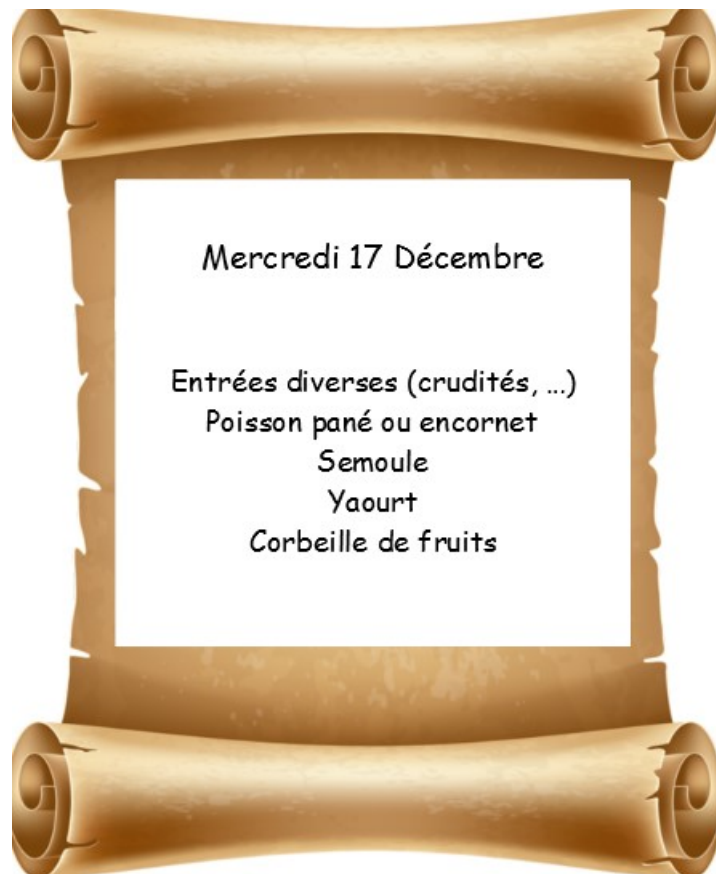 Mercredi 17 Décembre
Entrées diverses (crudités, ...)
Poisson pané ou encornet
Semoule
Yaourt
Corbeille de fruits